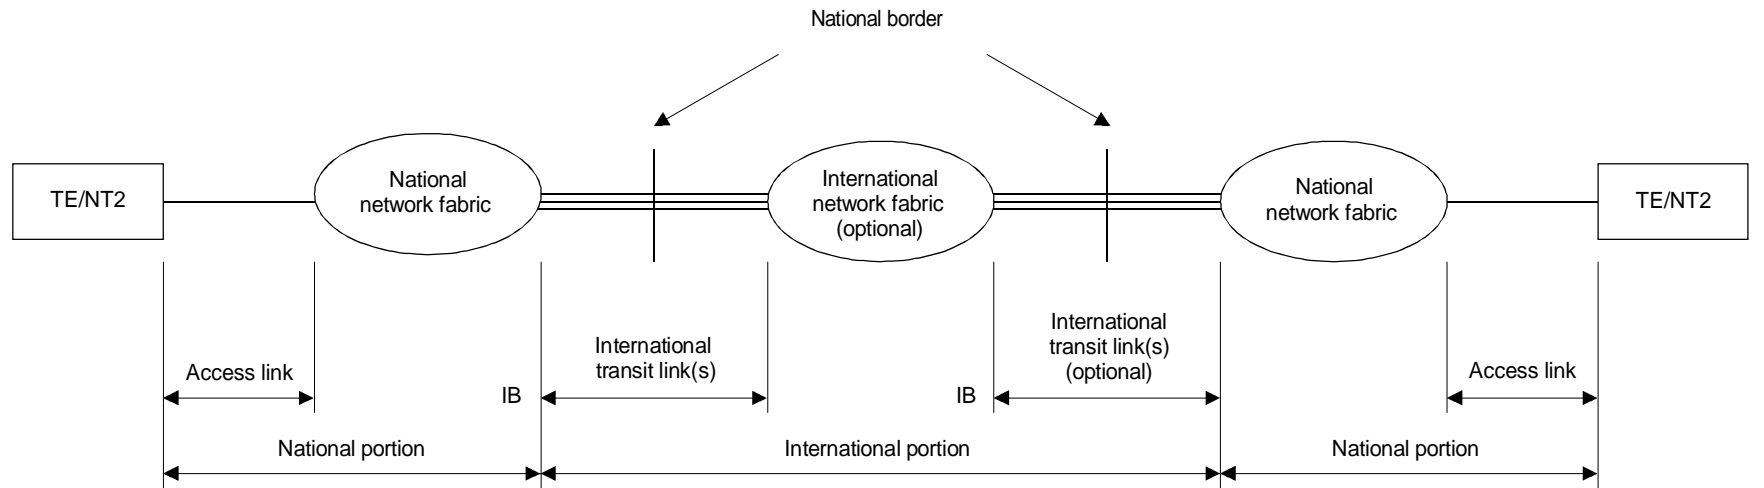 National border
TE/NT2
National
network fabric
International
network fabric
(optional)
National
network fabric
TE/NT2
Access link
IB
International
transit link(s)
IB
International
transit link(s)
(optional)
Access link
National portion
International portion
National portion